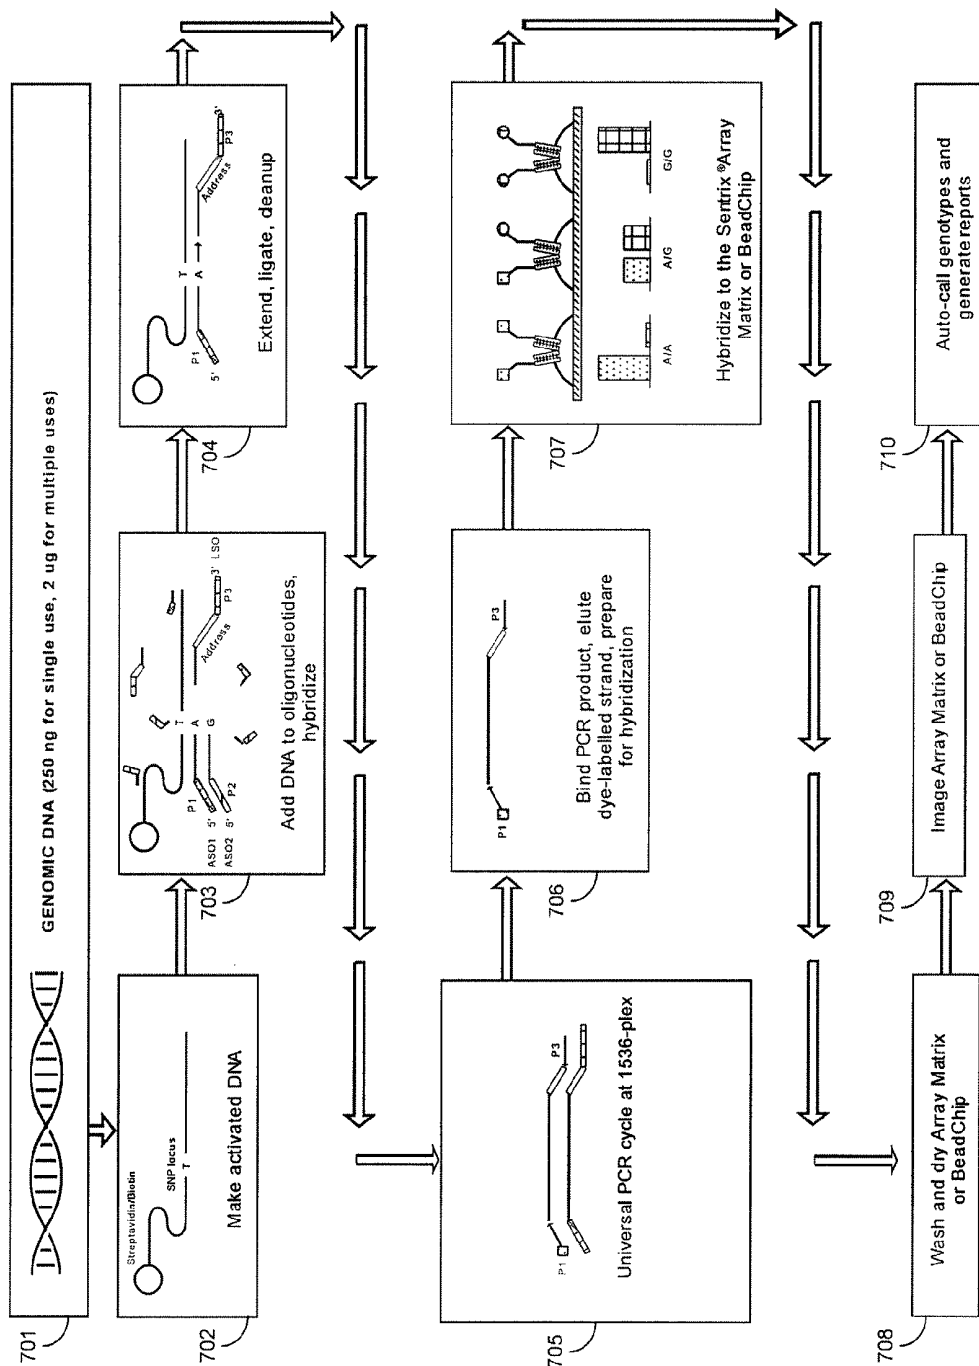 701
GENOMIC DNA (250 ng for single use, 2 ug for multiple uses)
702
Streptavidin/Biotin
SNP locus
T
Make activated DNA
703
P1
P2
ASO1 5'
ASO2 5'
T
A
G
Address
P3
3' LSO
Add DNA to oligonucleotides,
hybridize
704
P1
5'
T
A
Address
P3
3'
Extend, ligate, deanup
705
P1
P3
Universal PCR cycle at 1536-plex
706
P1
P3
Bind PCR product, elute
dye-labelled strand, prepare
for hybridization
707
A/A
A/G
G/G
Hybridize to the Sentrix ®Array
Matrix or BeadChip
708
Wash and dry Array Matrix
or BeadChip
709
Image Array Matrix or BeadChip
710
Auto-call genotypes and
generate reports